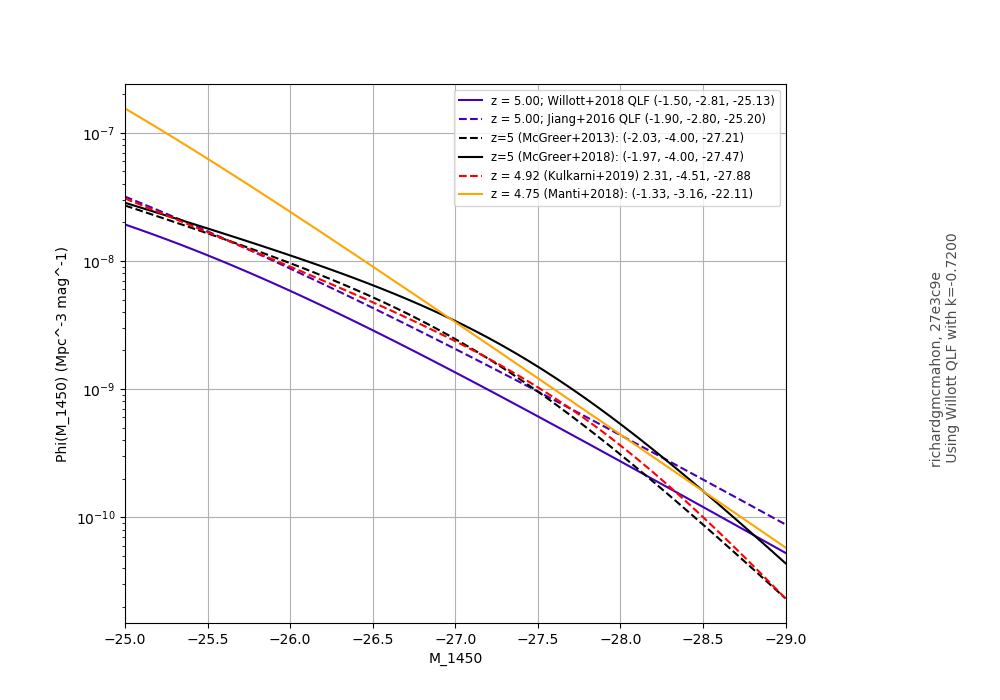 z = 5.00; Willott+2018 QLF (-1.50, -2.81, -25.13)
z = 5.00; Jiang+2016 QLF (-1.90, -2.80, -25.20)
z=5 (McGreer+2013): (-2.03, -4.00, -27.21)
z=5 (McGreer+2018): (-1.97, -4.00, -27.47)
z = 4.92 (Kulkarni+2019) 2.31, -4.51, -27.88
z = 4.75 (Manti+2018): (-1.33, -3.16, -22.11)
Phi(M_1450) (Mpc^-3 mag^-1)
10⁻⁷
10⁻⁸
10⁻⁹
10⁻¹⁰
−25.0 −25.5 −26.0 −26.5 −27.0 −27.5 −28.0 −28.5 −29.0
M_1450
richardgmcmahon, 27e3c9e
Using Willott QLF with k=-0.7200